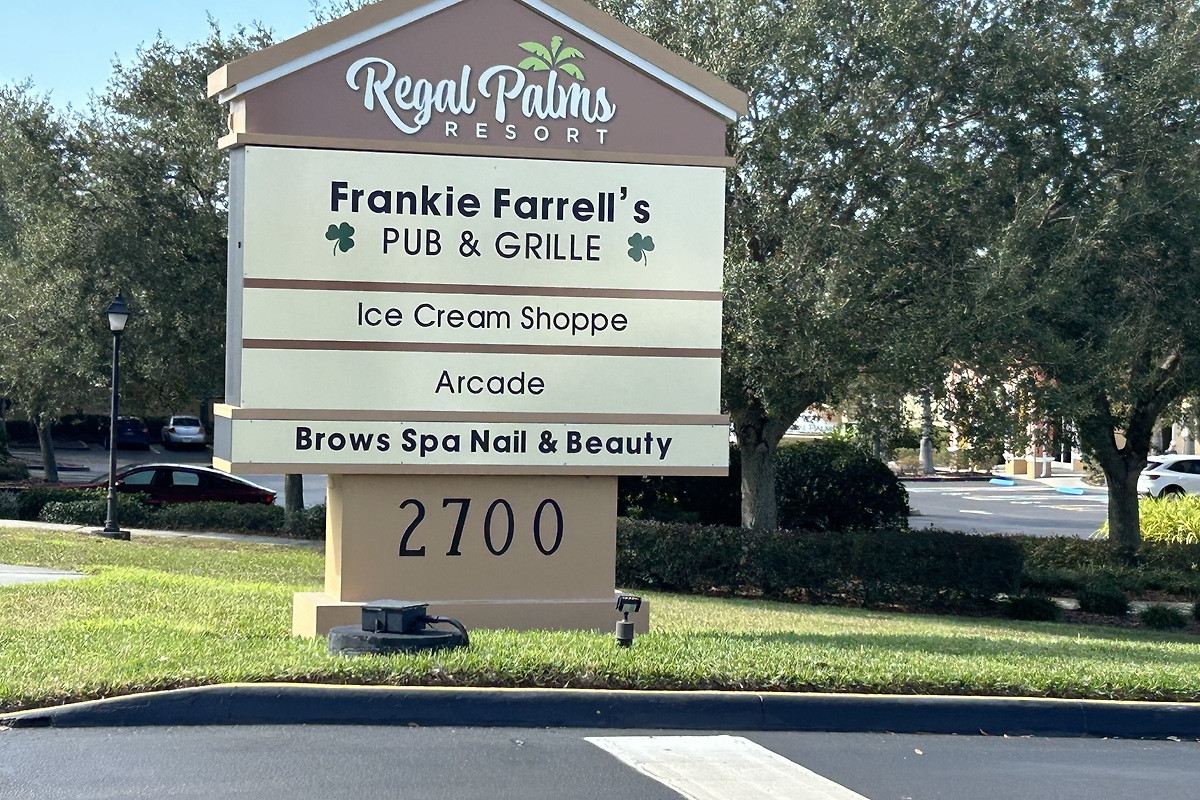 Regal Palms
RESORT
Frankie Farrell's
PUB & GRILLE
Ice Cream Shoppe
Arcade
Brows Spa Nail & Beauty
2700